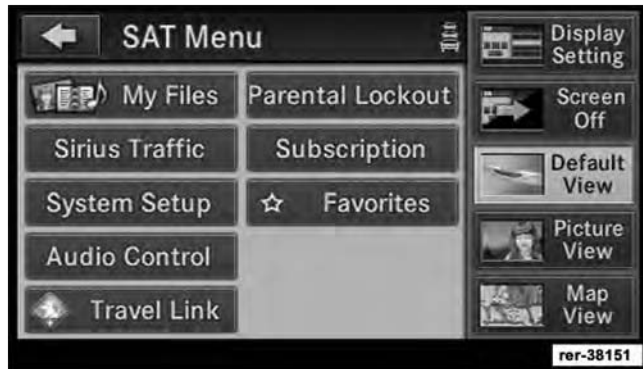 SAT Menu
My Files
Parental Lockout
Sirius Traffic
Subscription
System Setup
Favorites
Audio Control
Travel Link
Display
Setting
Screen
Off
Default
View
Picture
View
Map
View
rer-38151